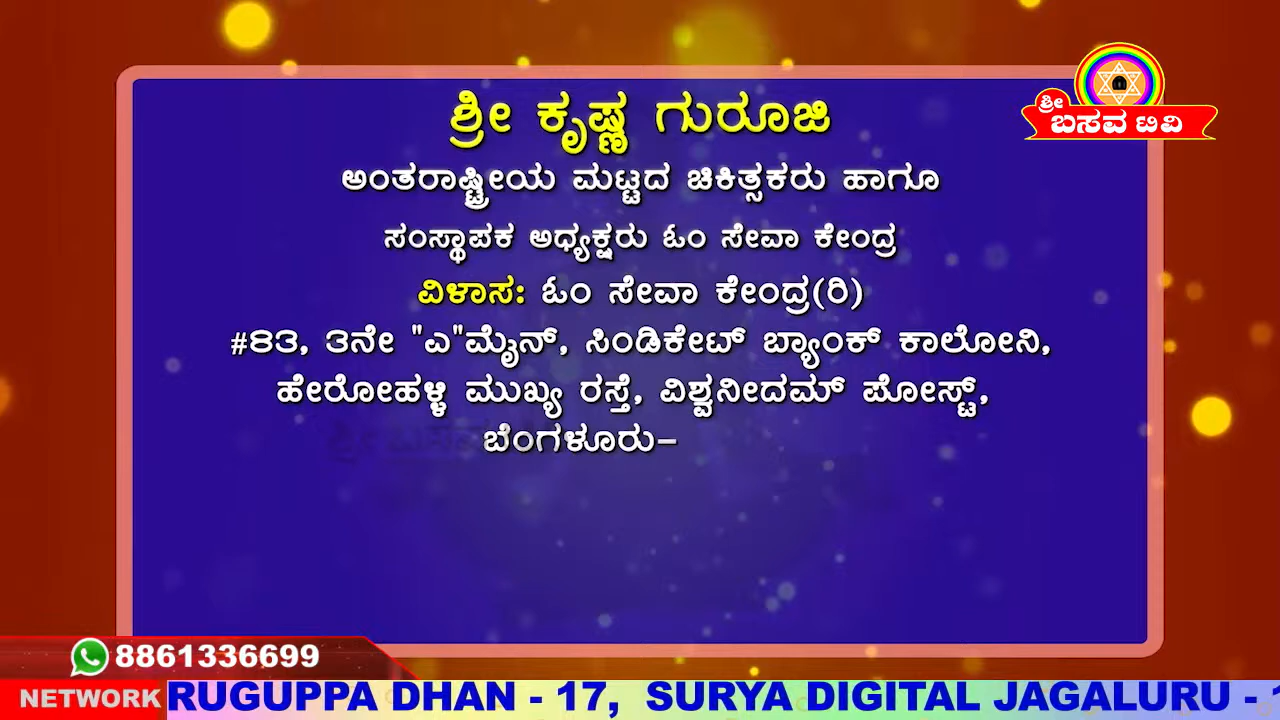 ಶ್ರೀ
ಬಸವ ಟಿವಿ
ಶ್ರೀ ಕೃಷ್ಣ ಗುರೂಜಿ
ಅಂತರಾಷ್ಟ್ರೀಯ ಮಟ್ಟದ ಚಿಕಿತ್ಸಕರು ಹಾಗೂ
ಸಂಸ್ಥಾಪಕ ಅಧ್ಯಕ್ಷರು ಓಂ ಸೇವಾ ಕೇಂದ್ರ
ವಿಳಾಸ: ಓಂ ಸೇವಾ ಕೇಂದ್ರ(ರಿ)
#83, 3ನೇ "ಎ"ಮೈನ್, ಸಿಂಡಿಕೇಟ್ ಬ್ಯಾಂಕ್ ಕಾಲೋನಿ,
ಹೇರೋಹಳ್ಳಿ ಮುಖ್ಯ ರಸ್ತೆ, ವಿಶ್ವನೀದಮ್ ಪೋಸ್ಟ್,
ಬೆಂಗಳೂರು-
8861336699
NETWORK RUGUPPA DHAN - 17, SURYA DIGITAL JAGALURU - 1